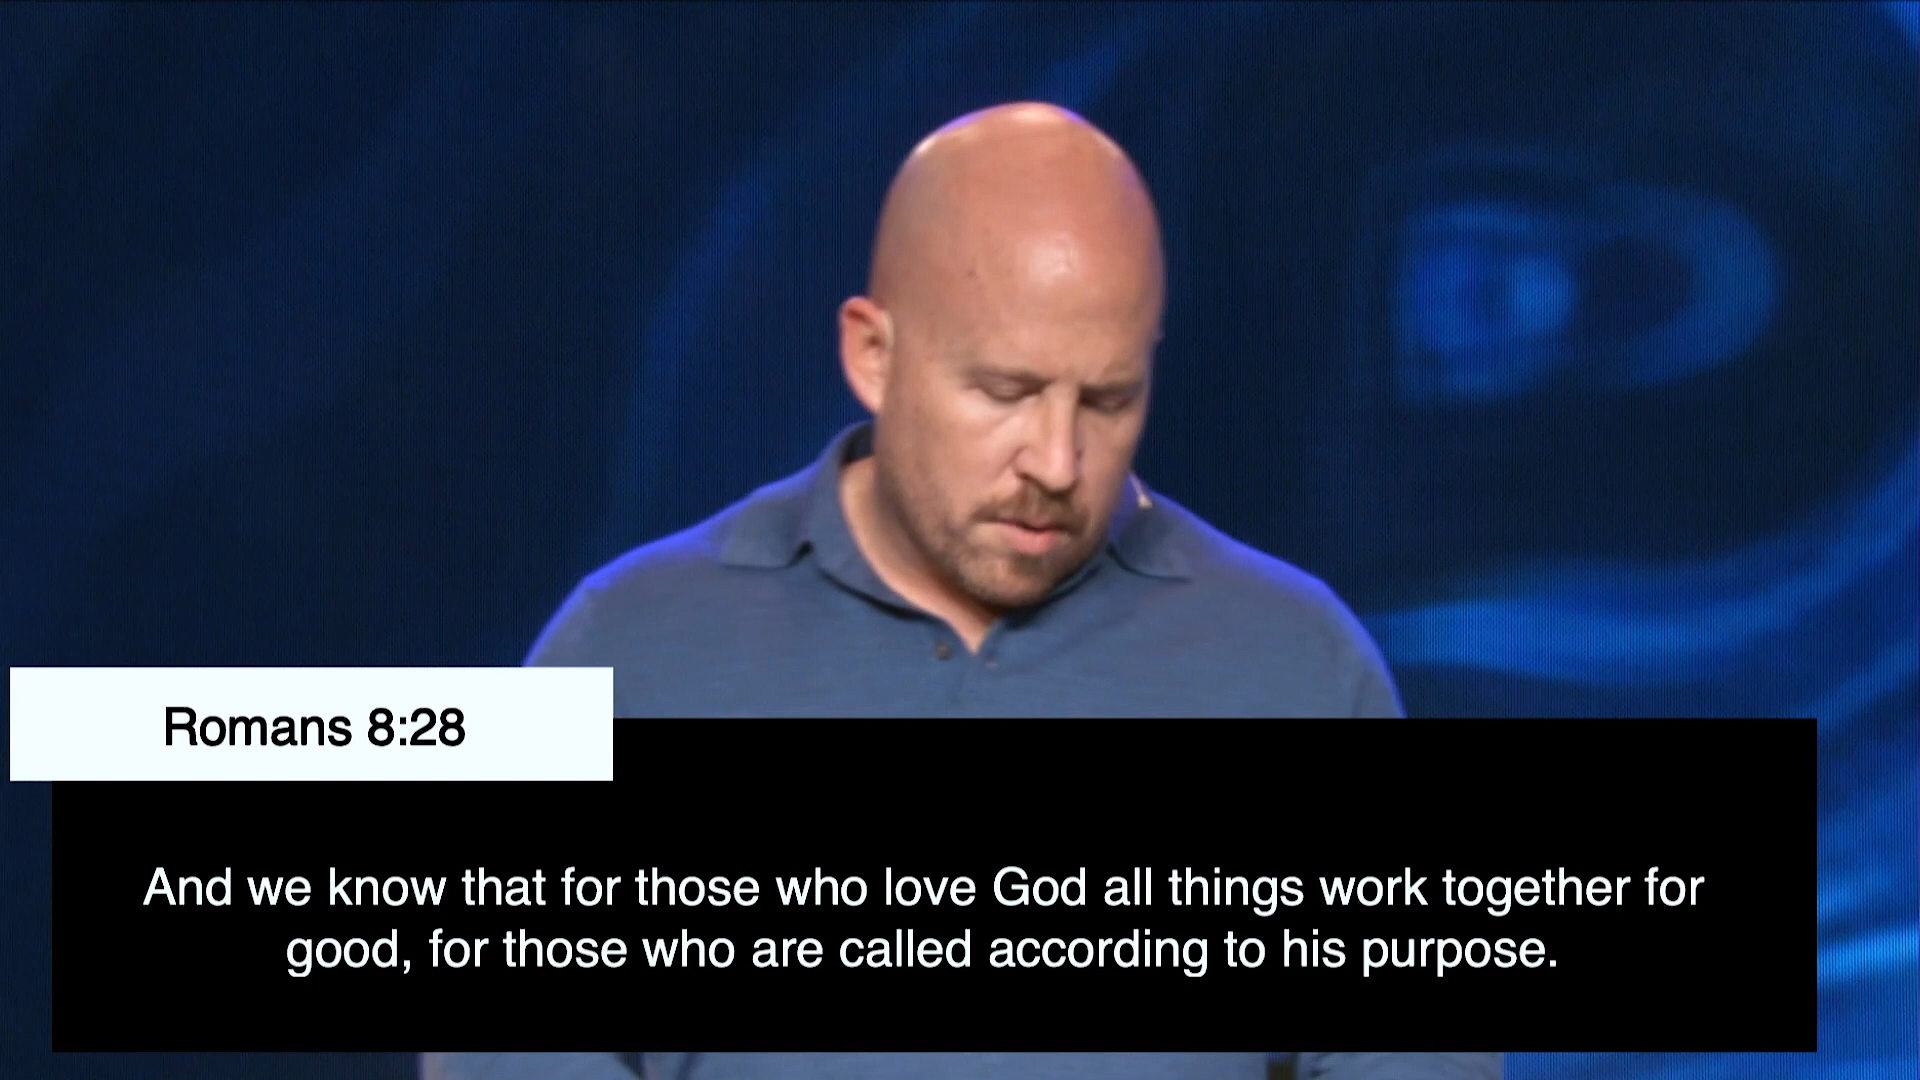 Romans 8:28
And we know that for those who love God all things work together for
good, for those who are called according to his purpose.